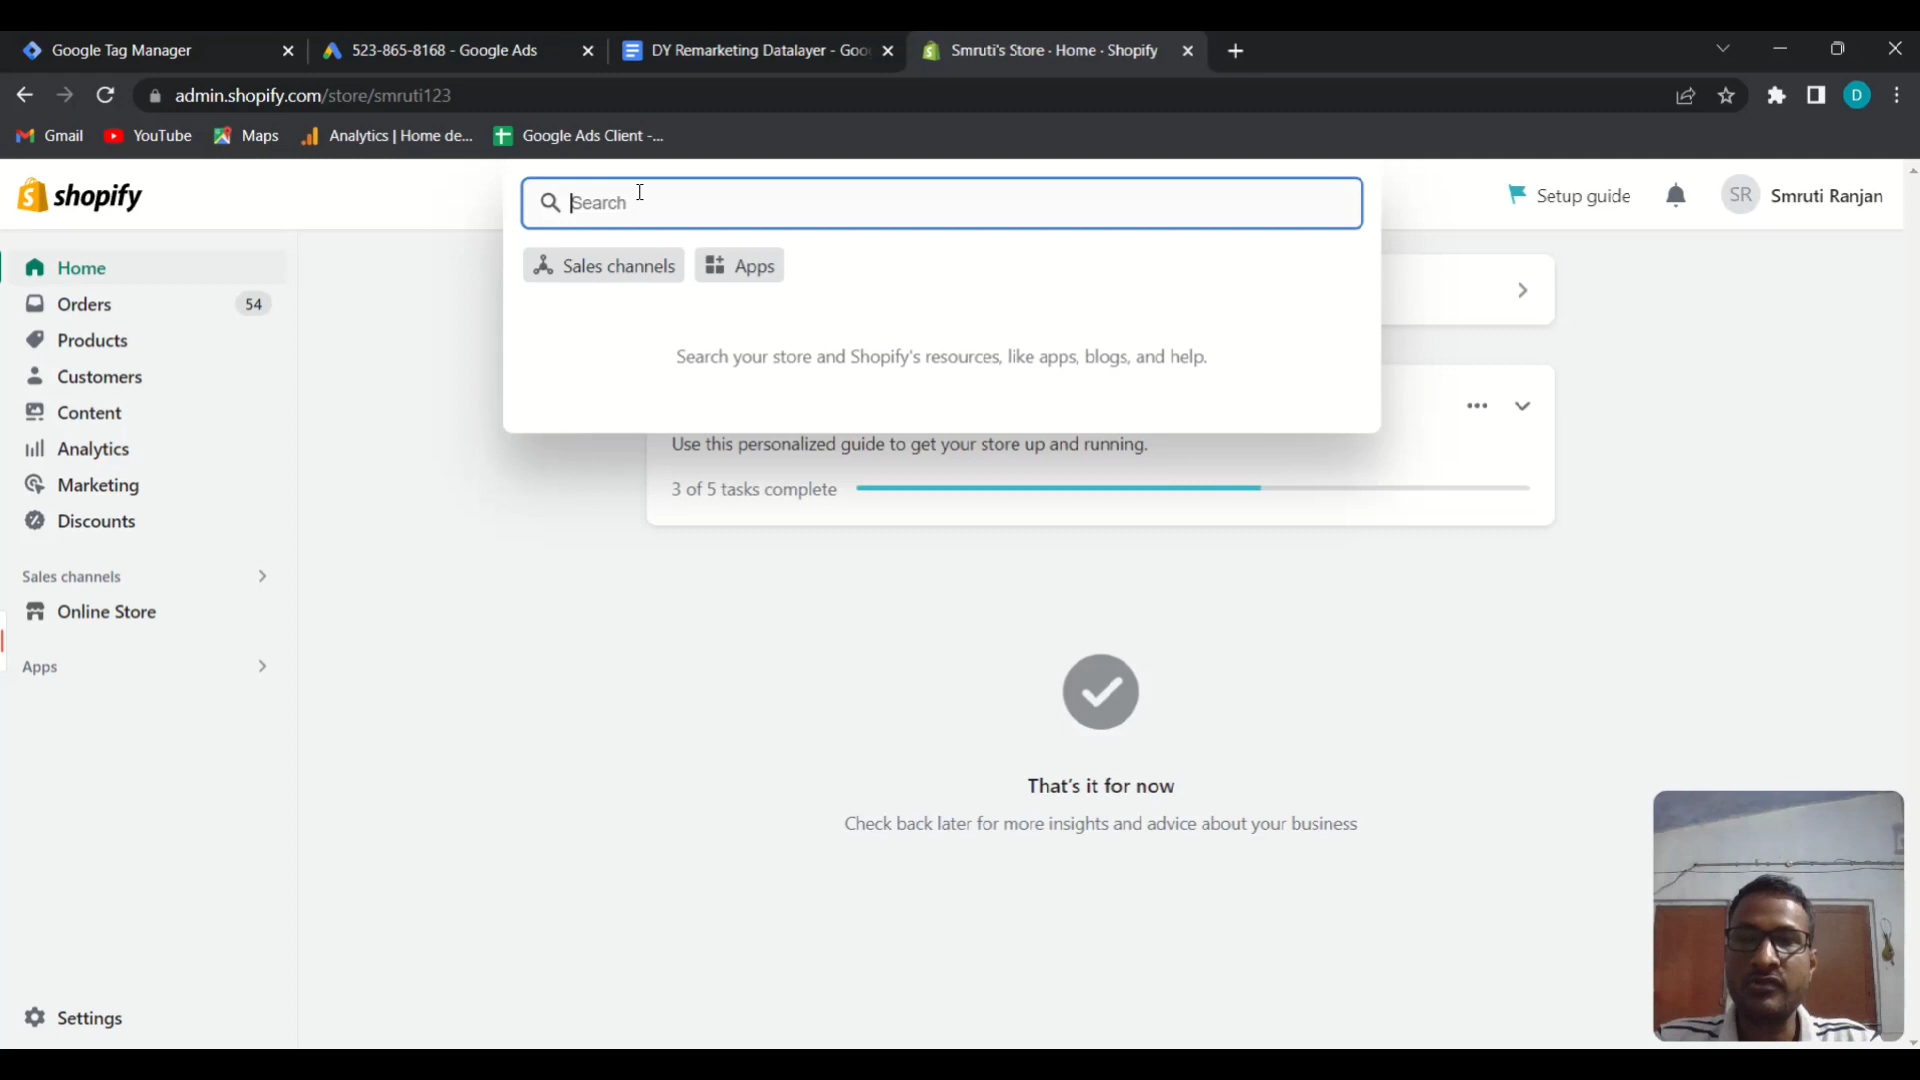 Google Tag Manager
523-865-8168 - Google Ads
DY Remarketing Datalayer - Goo
Smruti's Store · Home · Shopify
admin.shopify.com/store/smruti123
D
Gmail
YouTube
Maps
Analytics | Home de...
Google Ads Client -...
shopify
Search
Setup guide
SR
Smruti Ranjan
Sales channels
Apps
Search your store and Shopify's resources, like apps, blogs, and help.
Home
Orders
54
Products
Customers
Content
Analytics
Marketing
Discounts
Sales channels
Online Store
Apps
Settings
Use this personalized guide to get your store up and running.
3 of 5 tasks complete
That's it for now
Check back later for more insights and advice about your business